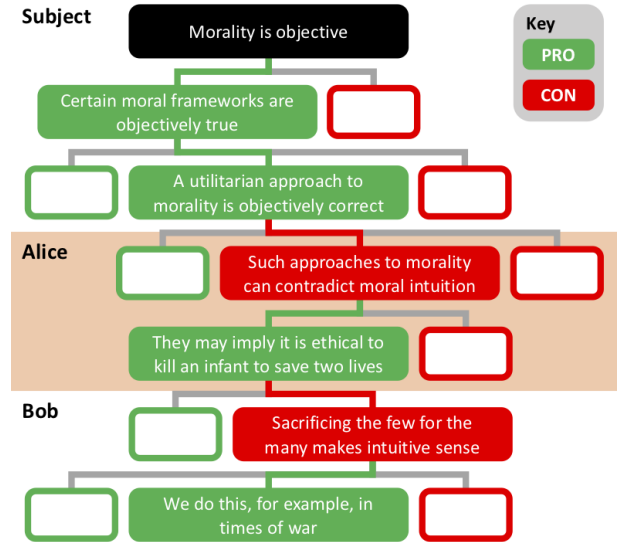 Subject
Morality is objective
Key
PRO
CON
Certain moral frameworks are
objectively true
A utilitarian approach to
morality is objectively correct
Alice
Such approaches to morality
can contradict moral intuition
They may imply it is ethical to
kill an infant to save two lives
Bob
Sacrificing the few for the
many makes intuitive sense
We do this, for example, in
times of war